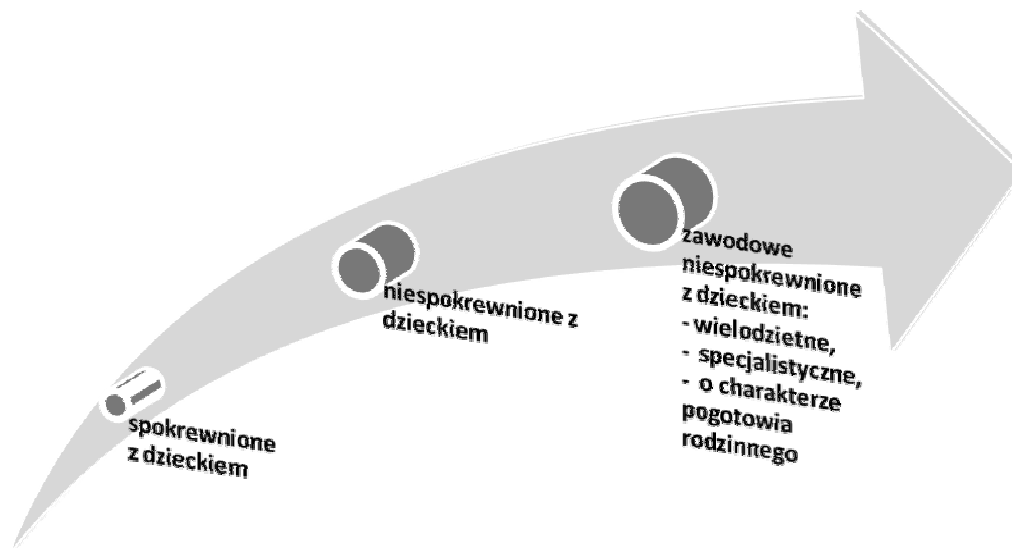 spokrewnione
z dzieckiem
niespokrewnione z
dzieckiem
zawodowe
niespokrewnione
z dzieckiem:
- wielodzietne,
- specjalistyczne,
- o charakterze
pogotowia
rodzinnego